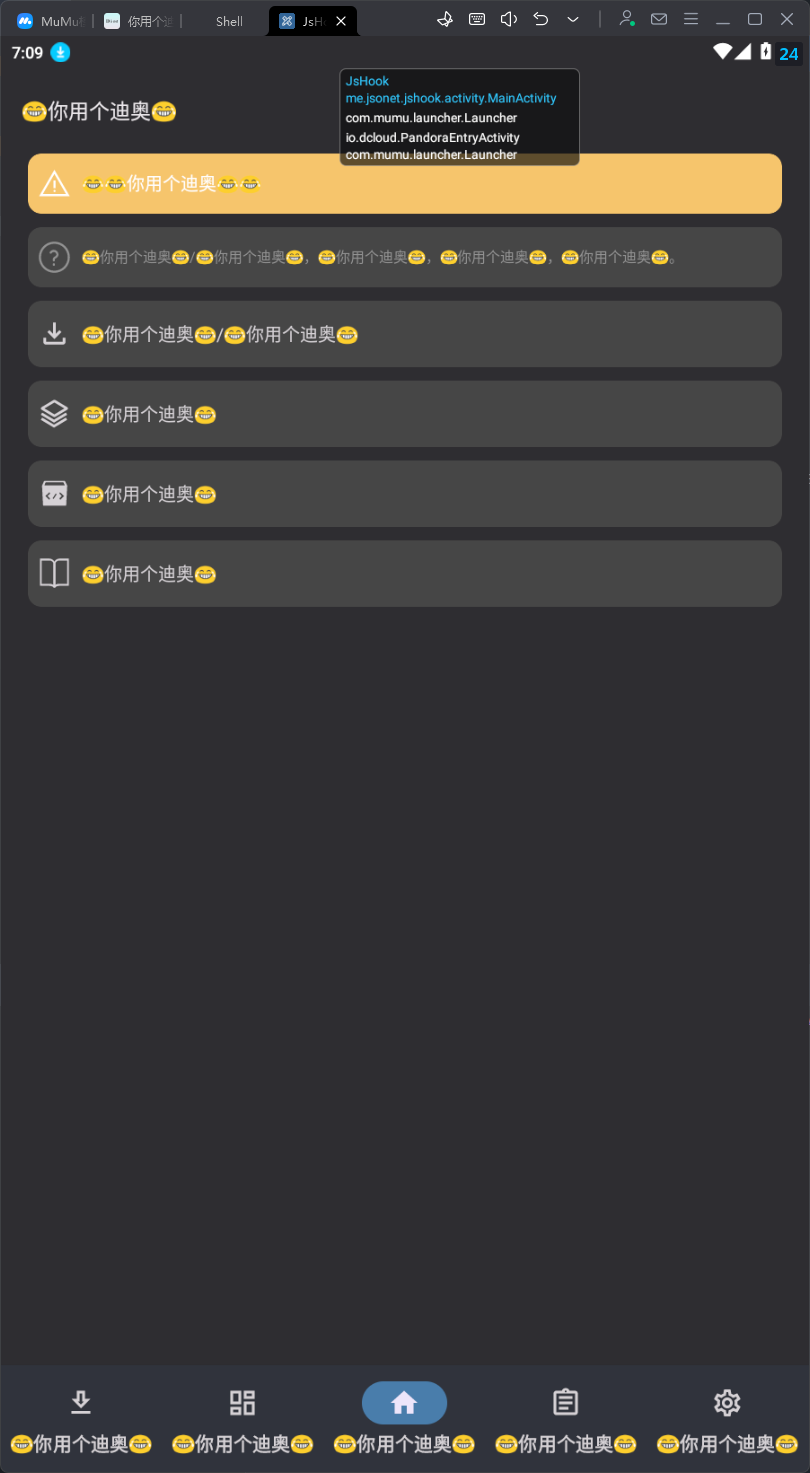 MuMu
你用个迪
Shell
JsH
7:09
24
JsHook
me.jsonet.jshook.activity.MainActivity
com.mumu.launcher.Launcher
io.dcloud.PandoraEntryActivity
com.mumu.launcher.Launcher
😁你用个迪奥😁
😂😂你用个迪奥😂😂
😁你用个迪奥😁/😁你用个迪奥😁，😁你用个迪奥😁，😁你用个迪奥😁，😁你用个迪奥😁。
😁你用个迪奥😁/😁你用个迪奥😁
😁你用个迪奥😁
😁你用个迪奥😁
😁你用个迪奥😁
😁你用个迪奥😁
😁你用个迪奥😁
😁你用个迪奥😁
😁你用个迪奥😁
😁你用个迪奥😁